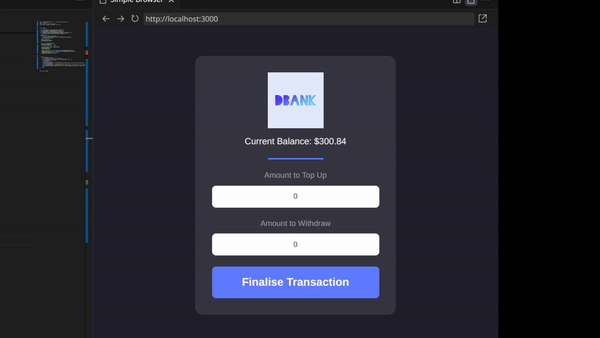 Simple Browser
http://localhost:3000
DBANK
Current Balance: $300.84
Amount to Top Up
0
Amount to Withdraw
0
Finalise Transaction